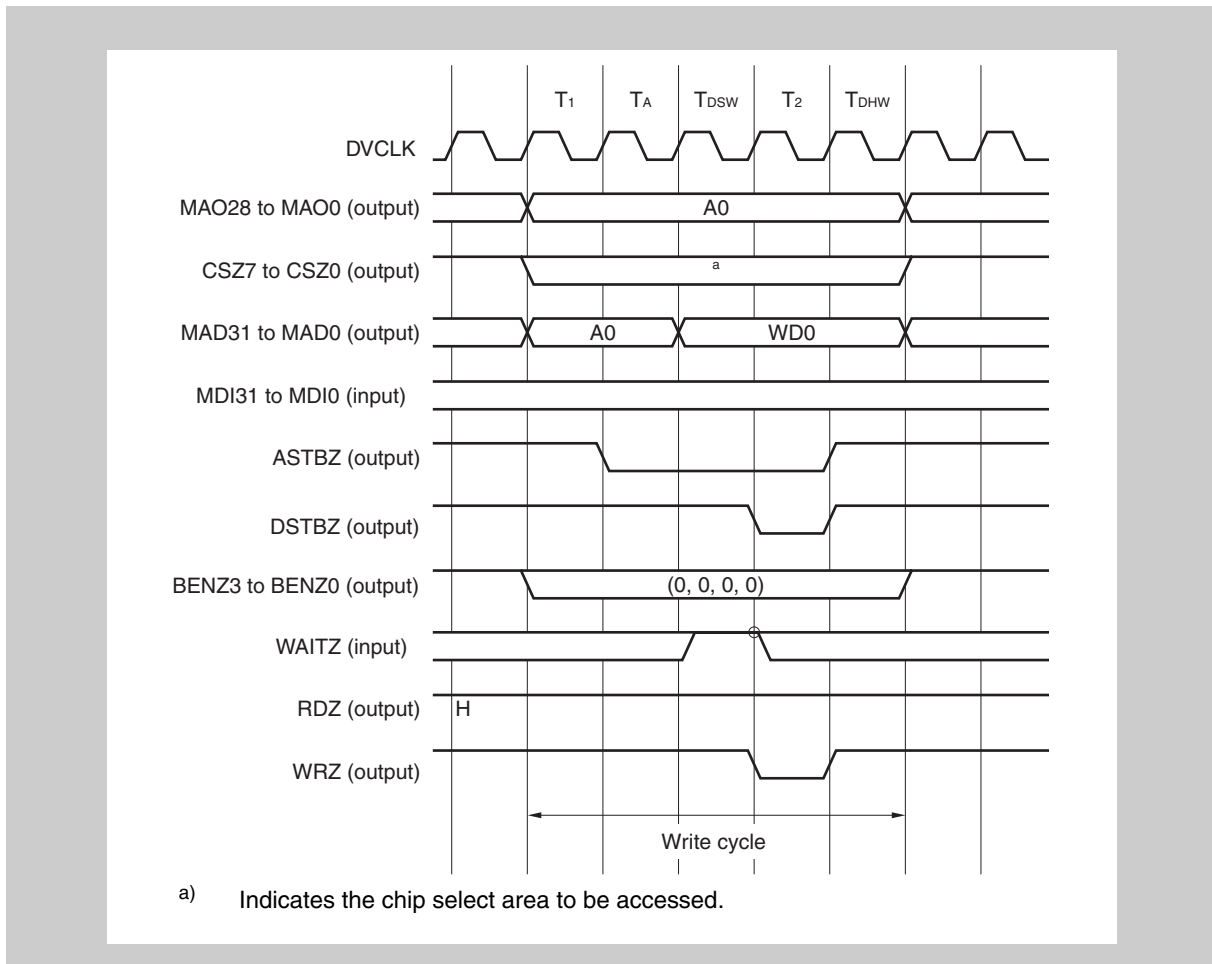 T1 TA TDSW T2 TDHW
DVCLK
MAO28 to MAO0 (output) A0
CSZ7 to CSZ0 (output) a
MAD31 to MAD0 (output) A0 WD0
MDI31 to MDI0 (input)
ASTBZ (output)
DSTBZ (output)
BENZ3 to BENZ0 (output) (0, 0, 0, 0)
WAITZ (input)
RDZ (output) H
WRZ (output)
Write cycle
a) Indicates the chip select area to be accessed.